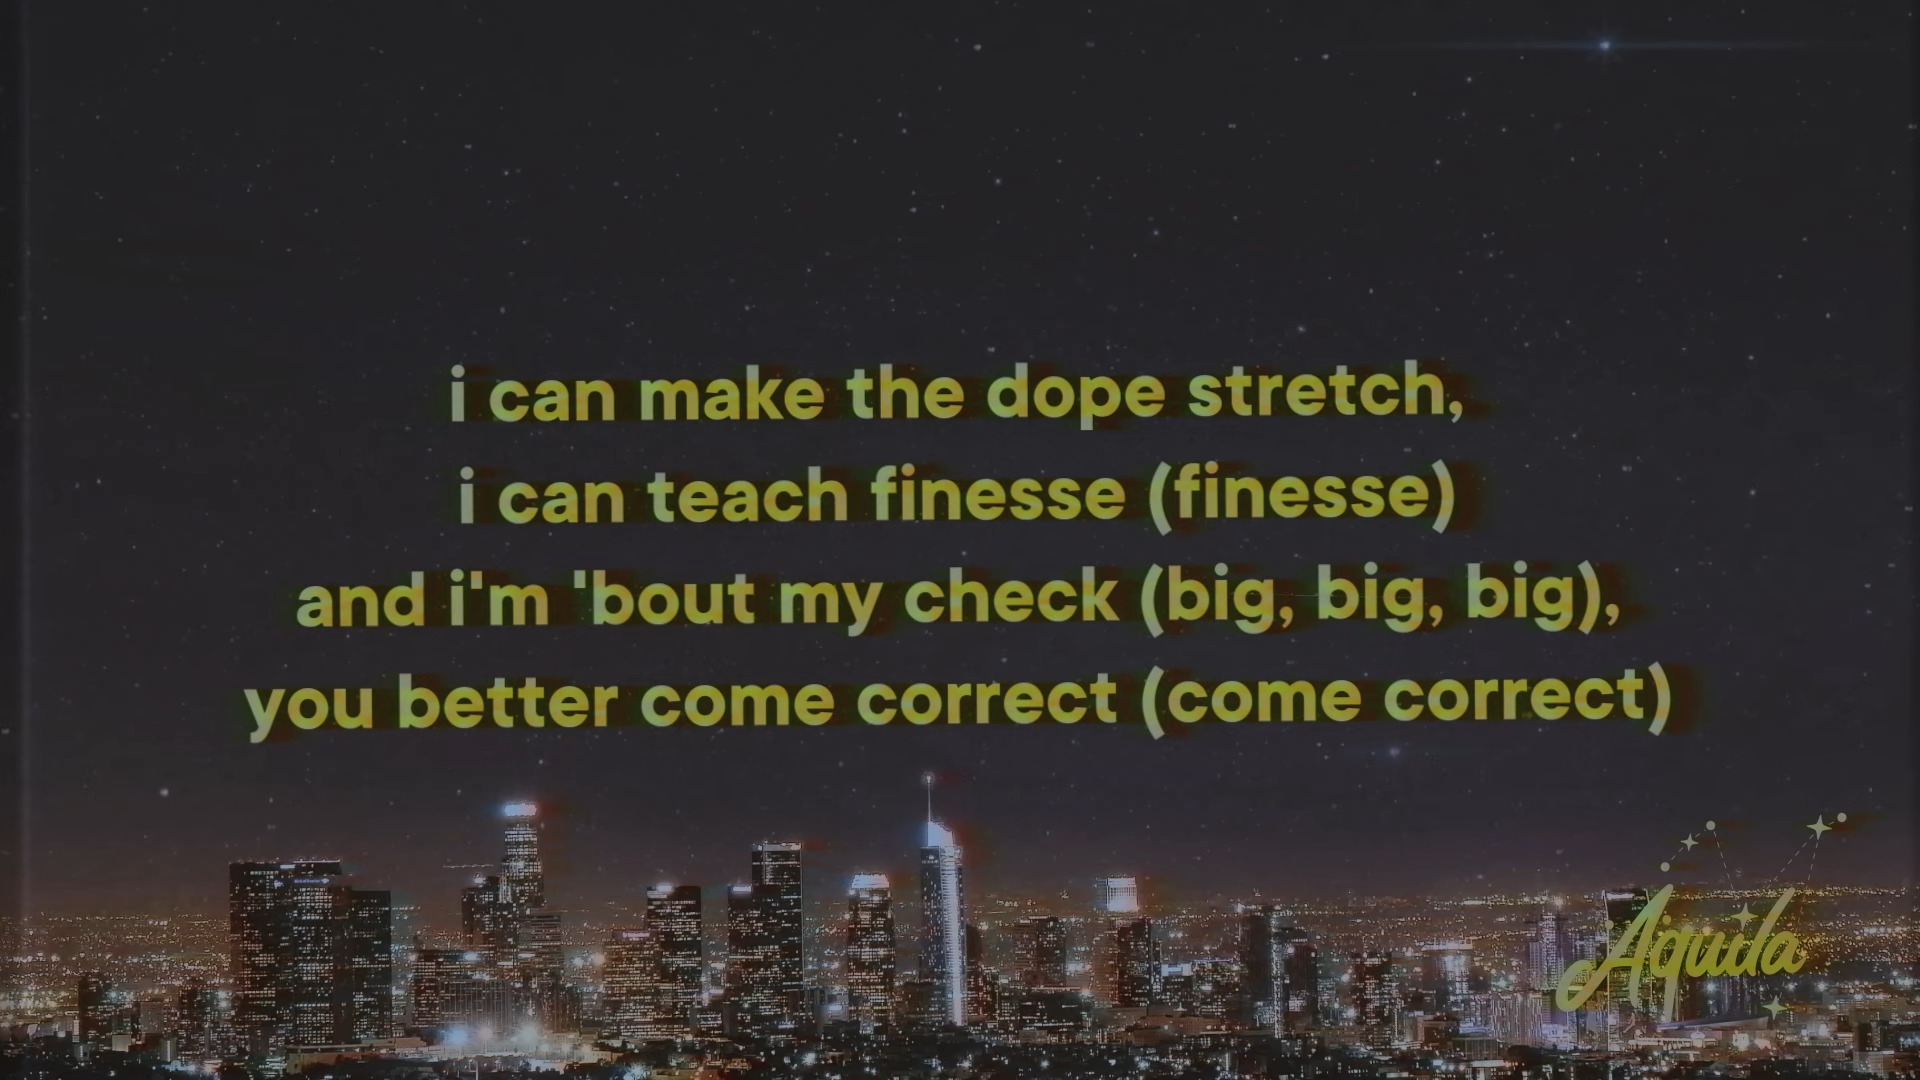 i can make the dope stretch,
i can teach finesse (finesse)
and i'm 'bout my check (big, big, big),
you better come correct (come correct)
Aquila